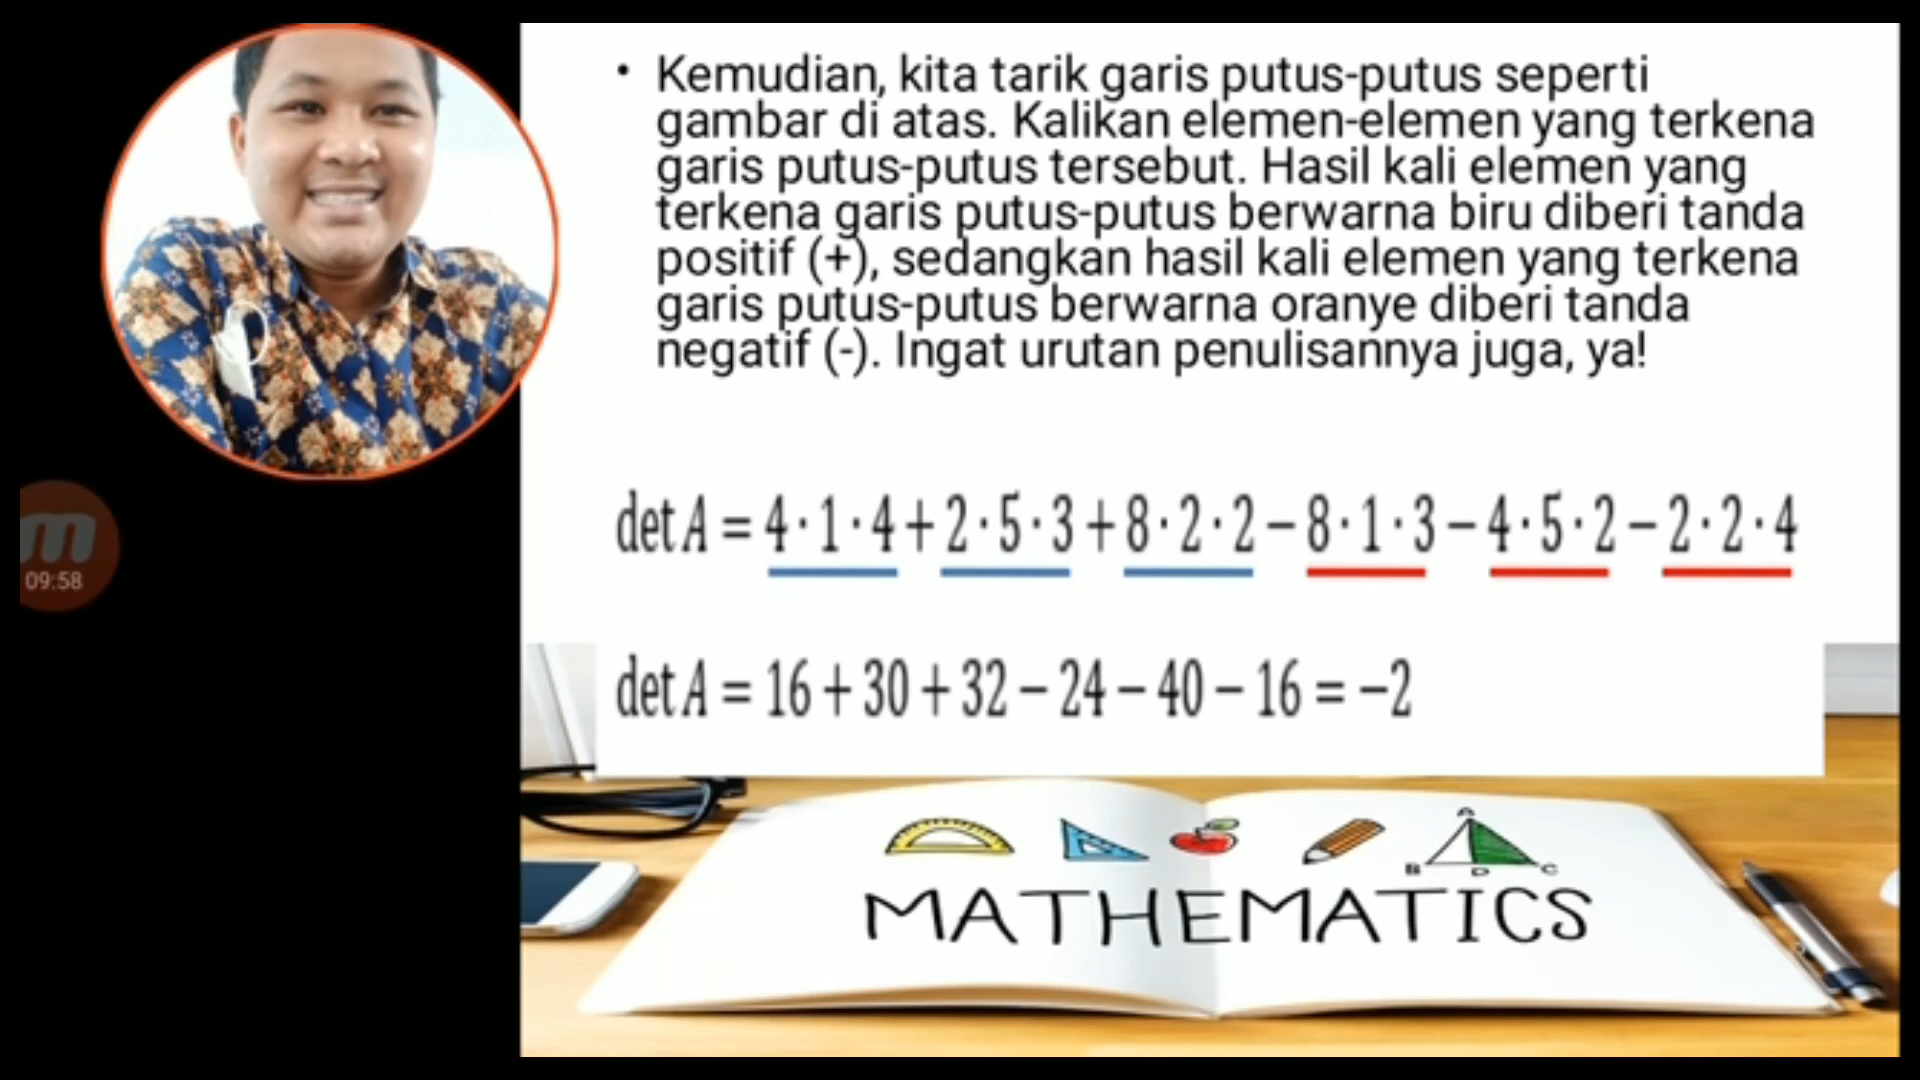 • Kemudian, kita tarik garis putus-putus seperti
gambar di atas. Kalikan elemen-elemen yang terkena
garis putus-putus tersebut. Hasil kali elemen yang
terkena garis putus-putus berwarna biru diberi tanda
positif (+), sedangkan hasil kali elemen yang terkena
garis putus-putus berwarna oranye diberi tanda
negatif (-). Ingat urutan penulisannya juga, ya!
det A = 4·1·4+2·5·3+8·2·2−8·1·3−4·5·2−2·2·4
m
09:58
det A = 16+30+32−24−40−16=−2
A
B D C
MATHEMATICS